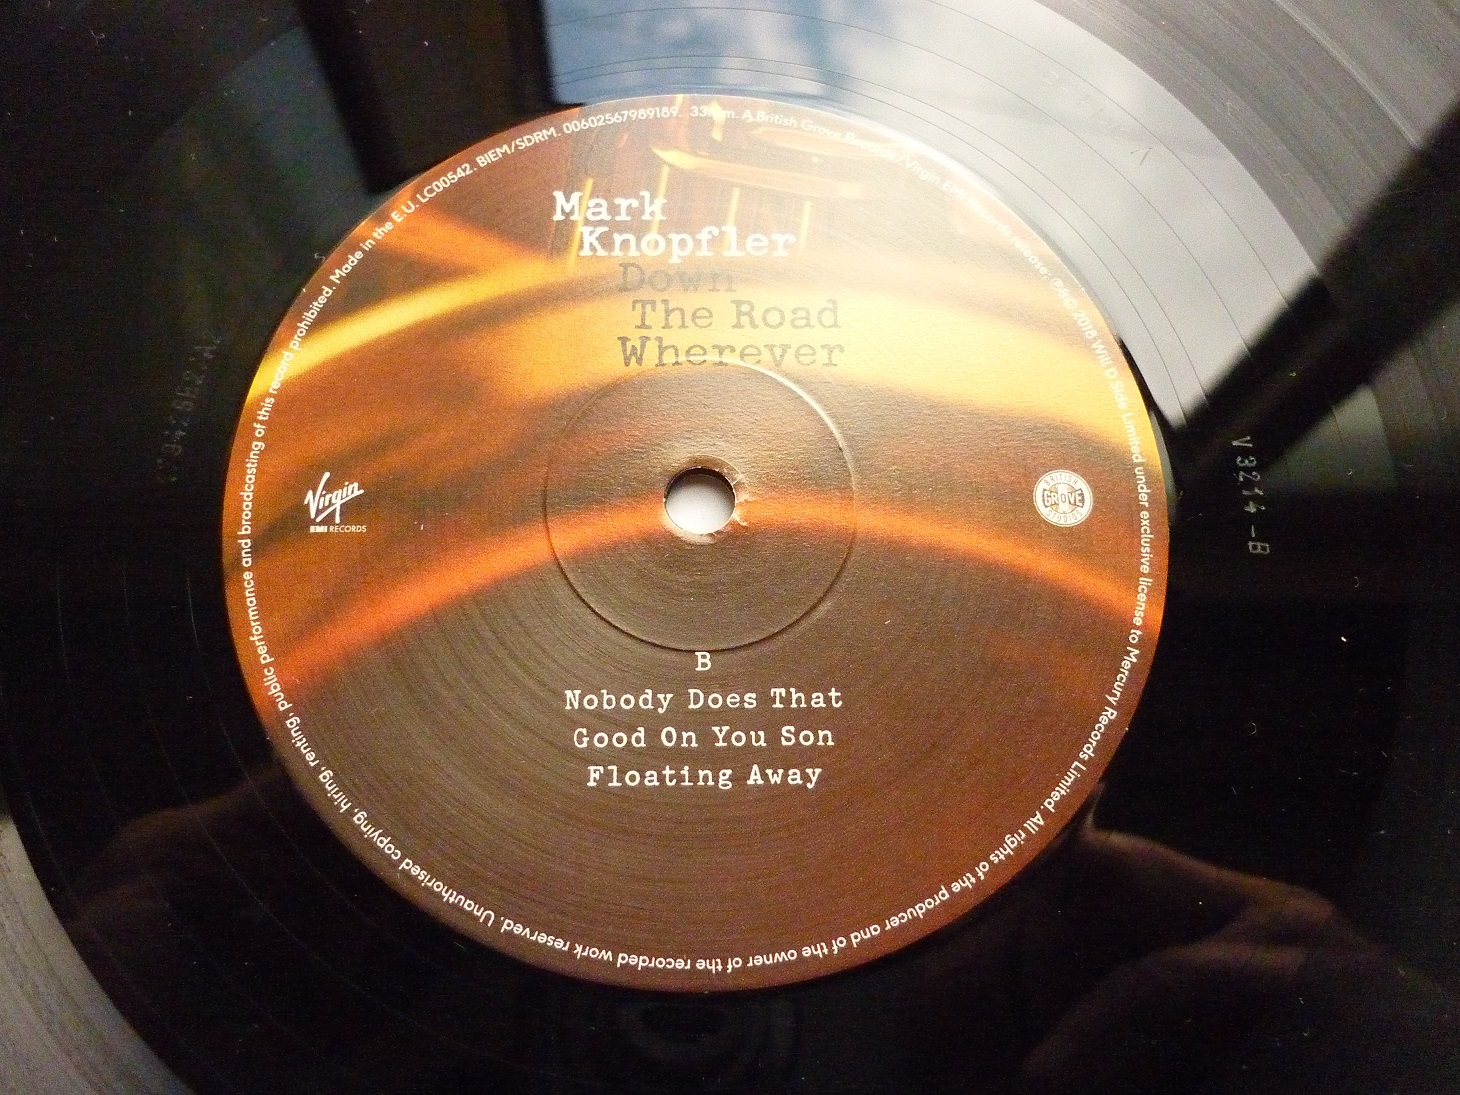 Mark
Knopfler
Down
The Road
Wherever
Virgin
EMI RECORDS
BRITISH
GROVE
STUDIOS
B
Nobody Does That
Good On You Son
Floating Away
Made in the E.U. LC00542. BIEM/SDRM. 00602567989189. 33rpm. A British Grove Records / Virgin EMI Records release; ℗&© 2018 Will D Side Limited under exclusive license to Mercury Records Limited. All rights of the producer and of the owner of the recorded work reserved. Unauthorised copying, hiring, renting, public performance and broadcasting of this record prohibited.
V 3214 -B